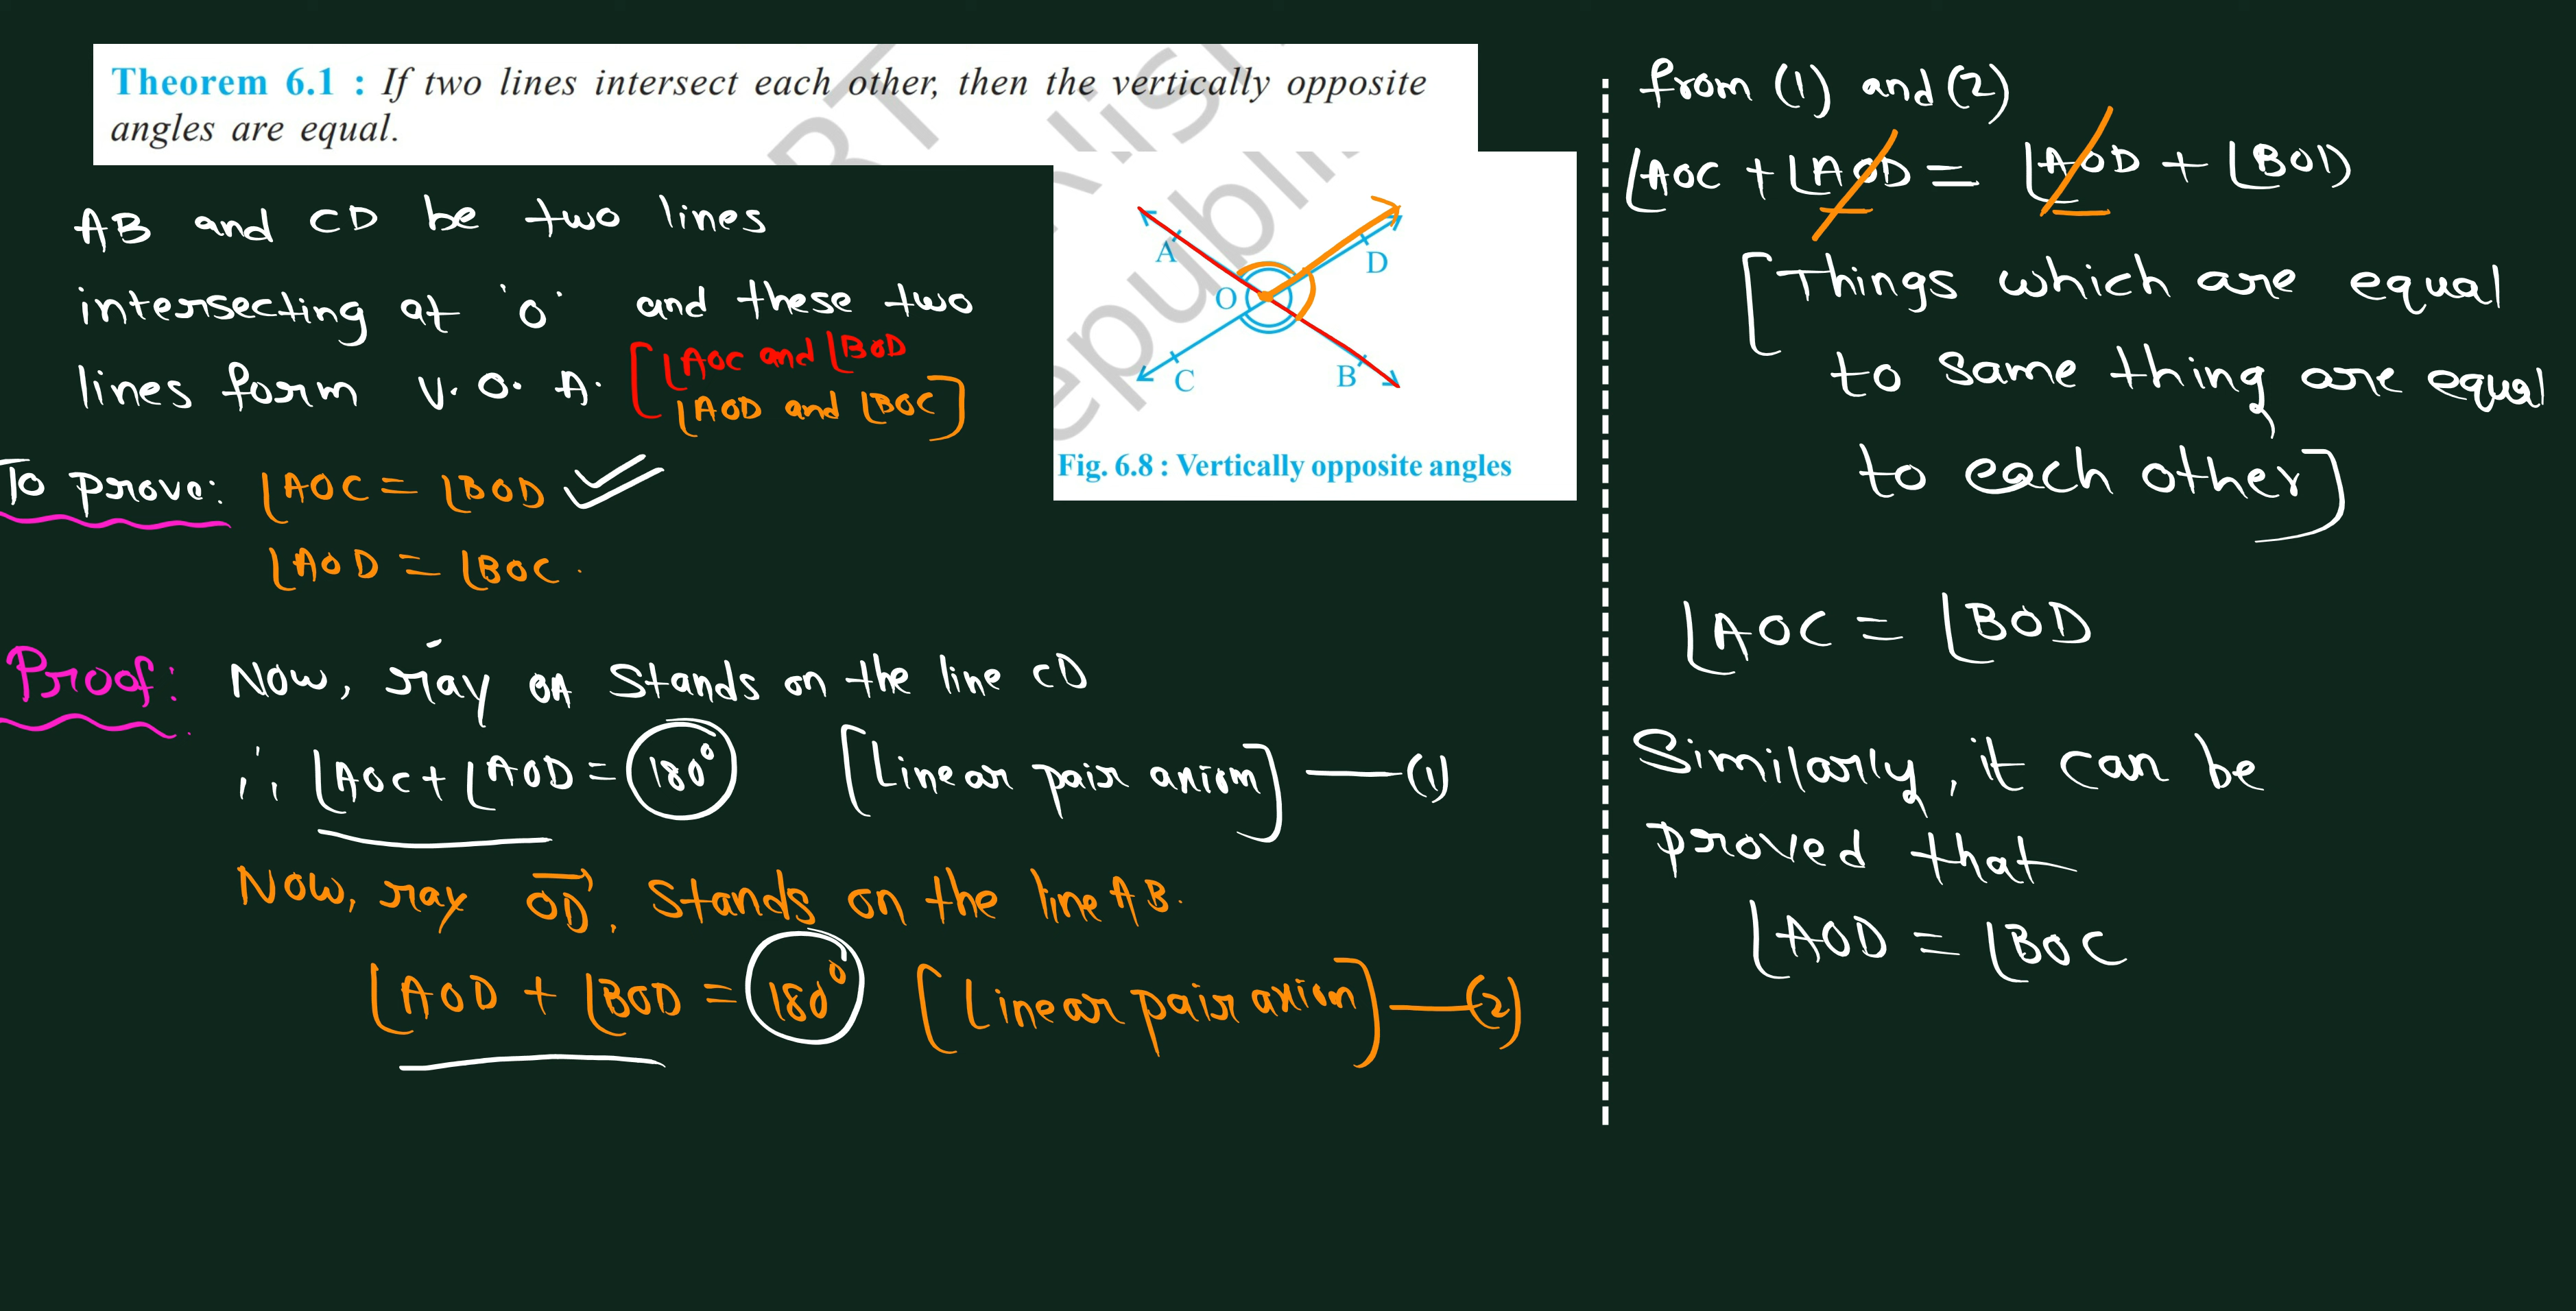 Theorem 6.1 : If two lines intersect each other, then the vertically opposite
angles are equal.
AB and CD be two lines
intersecting at 'O' and these two
lines form V.O.A. [∠AOC and ∠BOD
∠AOD and ∠BOC]
A
D
O
C
B
Fig. 6.8 : Vertically opposite angles
To prove: ∠AOC = ∠BOD ✓
∠AOD = ∠BOC.
Proof: Now, ray OA stands on the line CD
∴ ∠AOC + ∠AOD = 180° [Linear pair axiom] —(1)
Now, ray OD, stands on the line AB.
∠AOD + ∠BOD = 180° [Linear pair axiom] —(2)
from (1) and (2)
∠AOC + ∠AOD = ∠AOD + ∠BOD
[Things which are equal
to same thing are equal
to each other]
∠AOC = ∠BOD
Similarly, it can be
proved that
∠AOD = ∠BOC